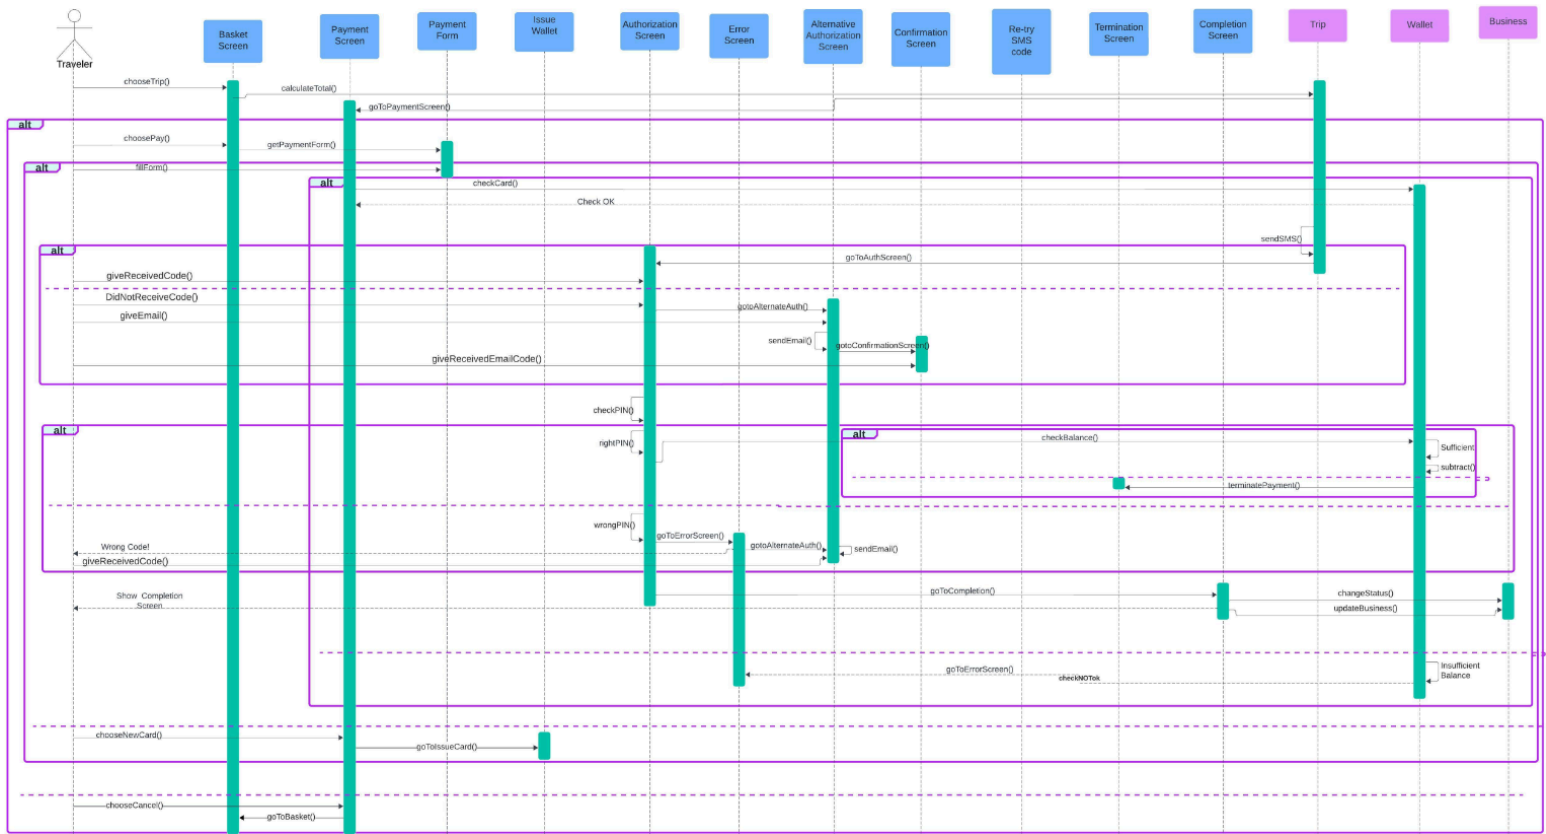 Traveler
Basket
Screen
Payment
Screen
Payment
Form
Issue
Wallet
Authorization
Screen
Error
Screen
Alternative
Authorization
Screen
Confirmation
Screen
Re-try
SMS
code
Termination
Screen
Completion
Screen
Trip
Wallet
Business
chooseTrip()
calculateTotal()
goToPaymentScreen()
alt
choosePay()
getPaymentForm()
alt
fillForm()
alt
checkCard()
Check OK
sendSMS()
alt
goToAuthScreen()
giveReceivedCode()
DidNotReceiveCode()
gotoAlternateAuth()
giveEmail()
sendEmail()
gotoConfirmationScreen()
giveReceivedEmailCode()
checkPIN()
alt
alt
rightPIN()
checkBalance()
Sufficient
subtract()
terminatePayment()
wrongPIN()
goToErrorScreen()
Wrong Code!
gotoAlternateAuth()
sendEmail()
giveReceivedCode()
goToCompletion()
changeStatus()
Show Completion
Screen
updateBusiness()
goToErrorScreen()
checkNOTok
Insufficient
Balance
chooseNewCard()
goToIssueCard()
chooseCancel()
goToBasket()